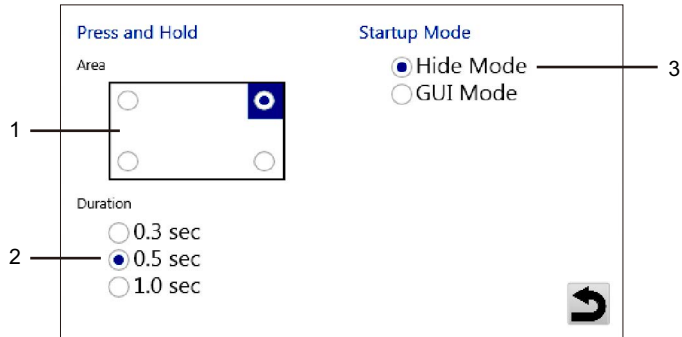 Press and Hold
Area
1
Duration
0.3 sec
2
0.5 sec
1.0 sec
Startup Mode
Hide Mode
3
GUI Mode